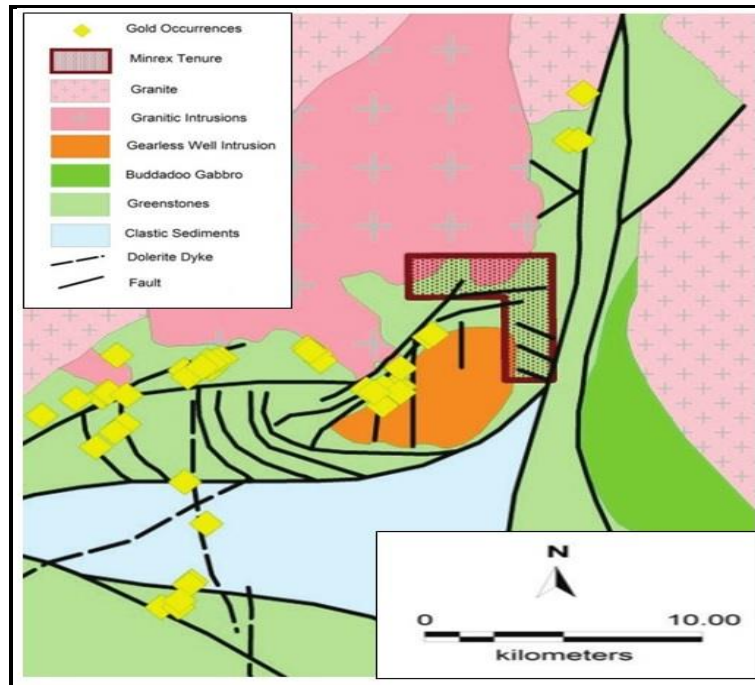 Gold Occurrences
Minrex Tenure
Granite
Granitic Intrusions
Gearless Well Intrusion
Buddadoo Gabbro
Greenstones
Clastic Sediments
Dolerite Dyke
Fault
N
0 10.00
kilometers